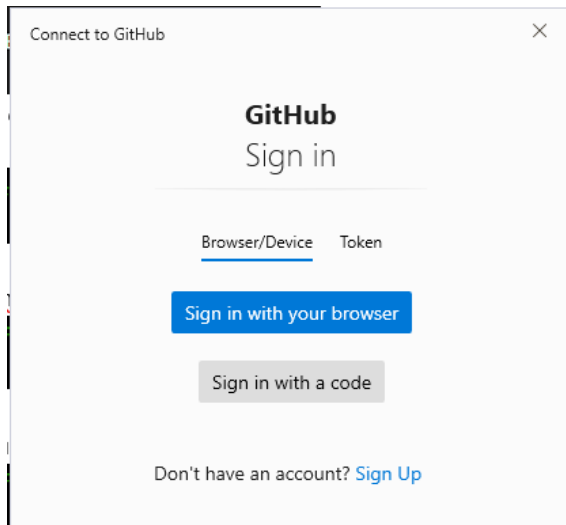 Connect to GitHub
GitHub
Sign in
Browser/Device Token
Sign in with your browser
Sign in with a code
Don't have an account? Sign Up